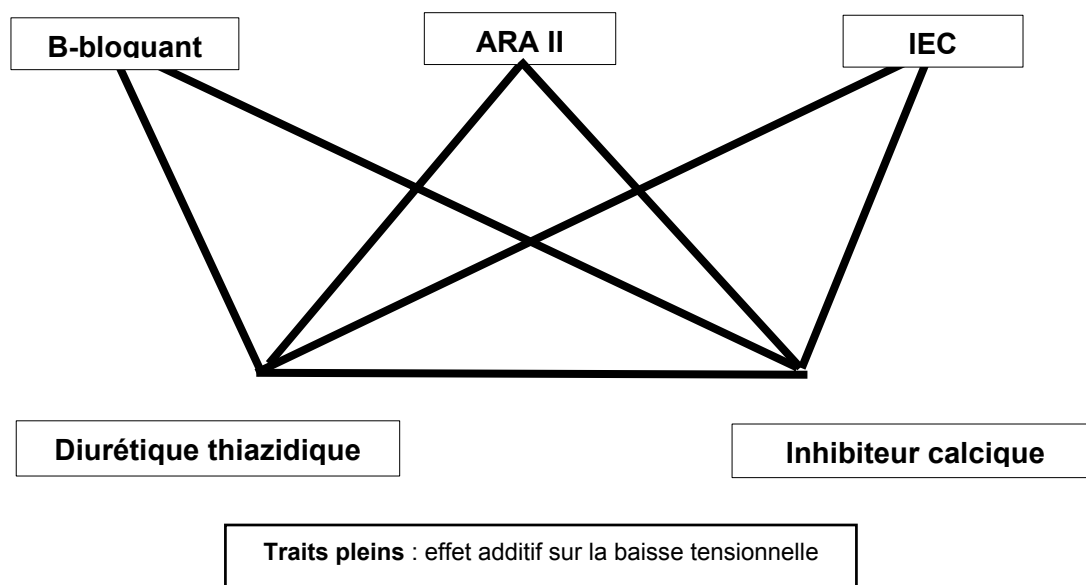 B-bloquant
ARA II
IEC
Diurétique thiazidique
Inhibiteur calcique
Traits pleins : effet additif sur la baisse tensionnelle